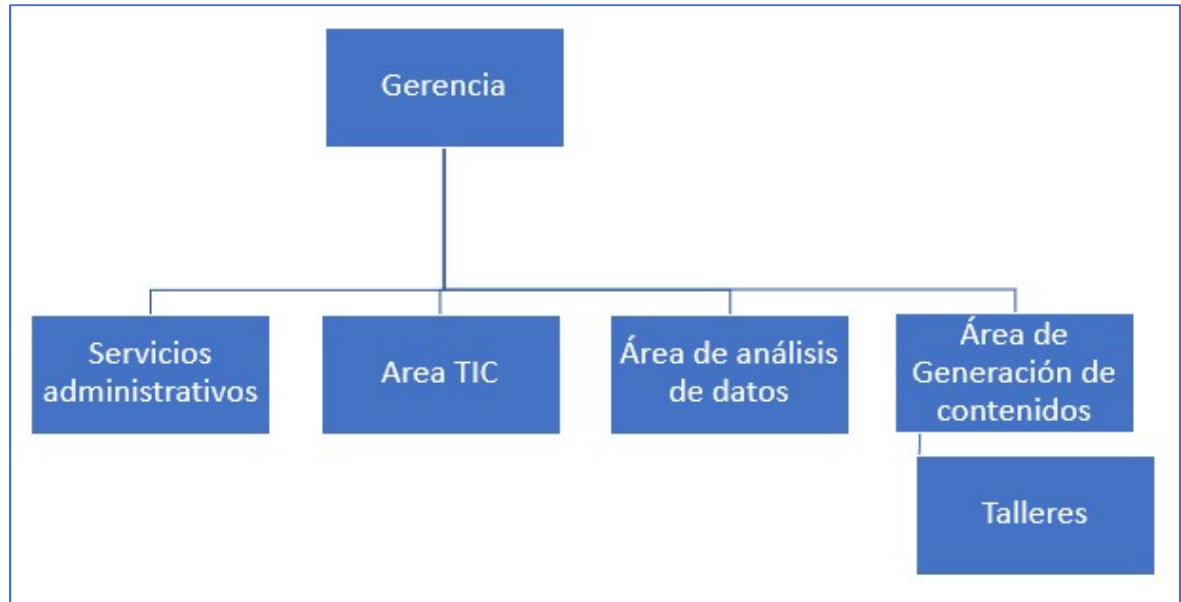 Gerencia
Servicios
administrativos
Area TIC
Área de análisis
de datos
Área de
Generación de
contenidos
Talleres